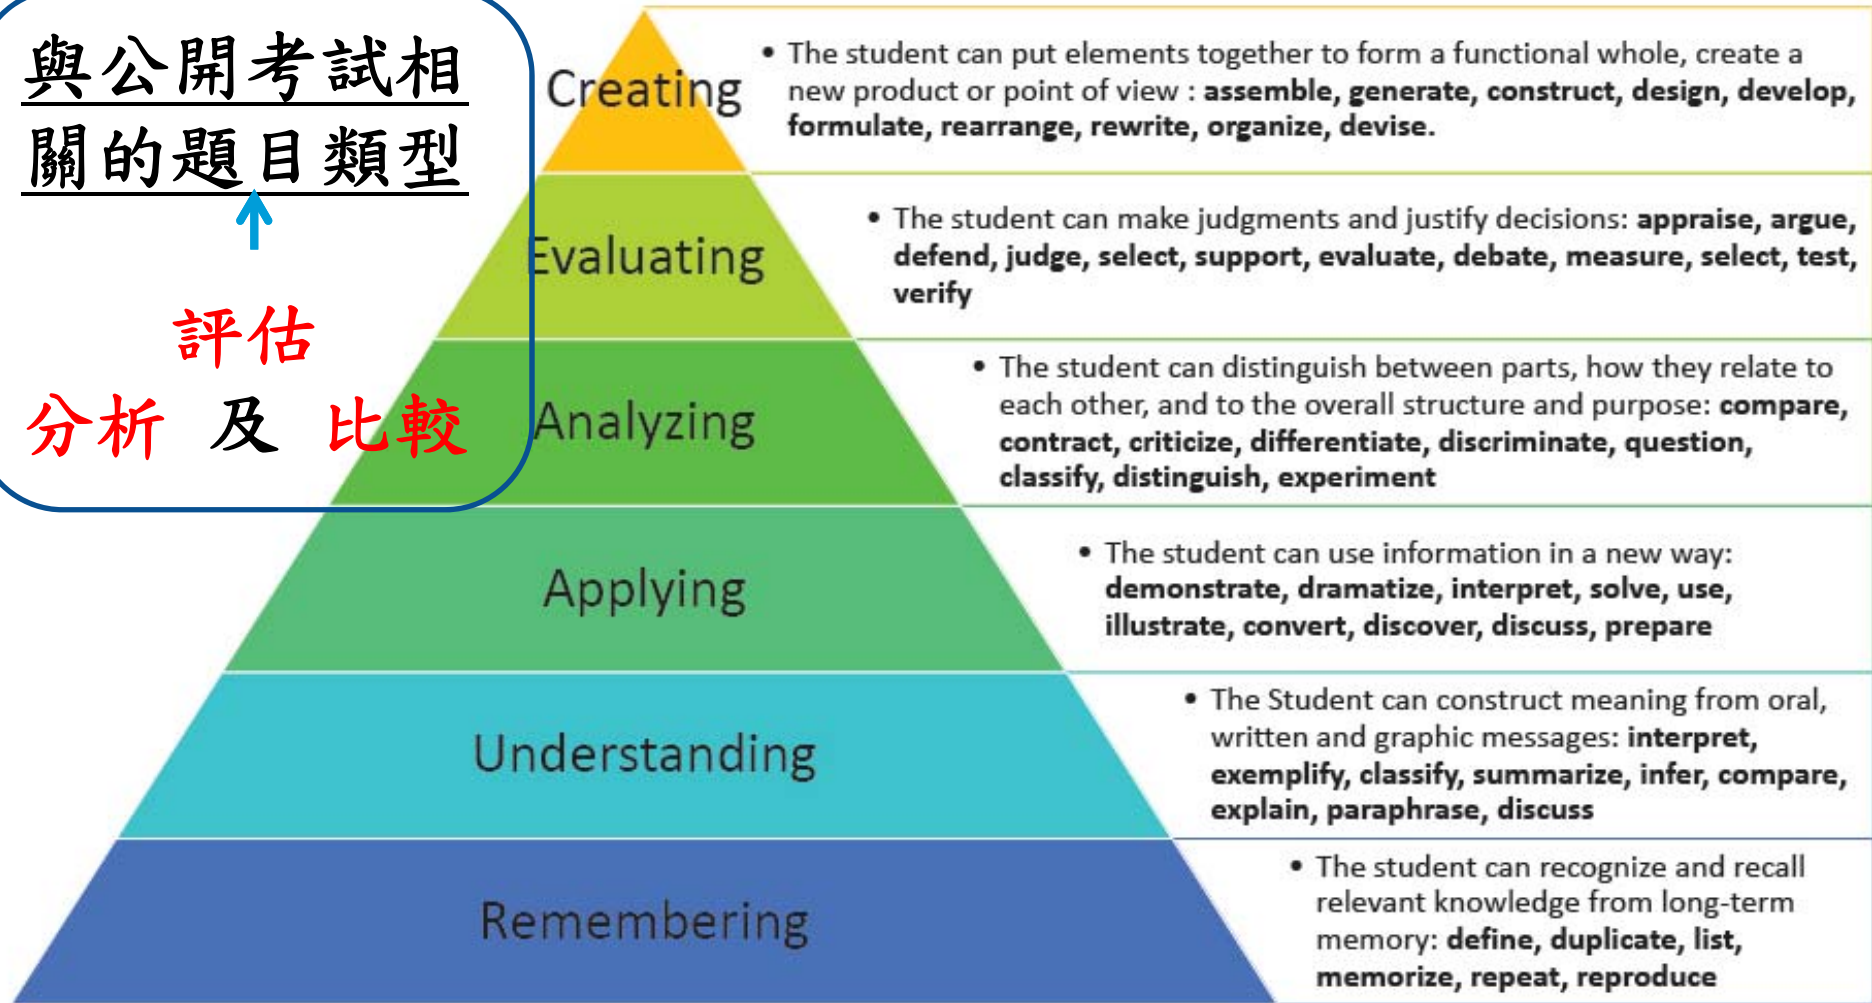 與公開考試相
關的題目類型
評估
分析 及 比較
Creating
• The student can put elements together to form a functional whole, create a
new product or point of view : assemble, generate, construct, design, develop,
formulate, rearrange, rewrite, organize, devise.
Evaluating
• The student can make judgments and justify decisions: appraise, argue,
defend, judge, select, support, evaluate, debate, measure, select, test,
verify
Analyzing
• The student can distinguish between parts, how they relate to
each other, and to the overall structure and purpose: compare,
contract, criticize, differentiate, discriminate, question,
classify, distinguish, experiment
Applying
• The student can use information in a new way:
demonstrate, dramatize, interpret, solve, use,
illustrate, convert, discover, discuss, prepare
Understanding
• The Student can construct meaning from oral,
written and graphic messages: interpret,
exemplify, classify, summarize, infer, compare,
explain, paraphrase, discuss
Remembering
• The student can recognize and recall
relevant knowledge from long-term
memory: define, duplicate, list,
memorize, repeat, reproduce